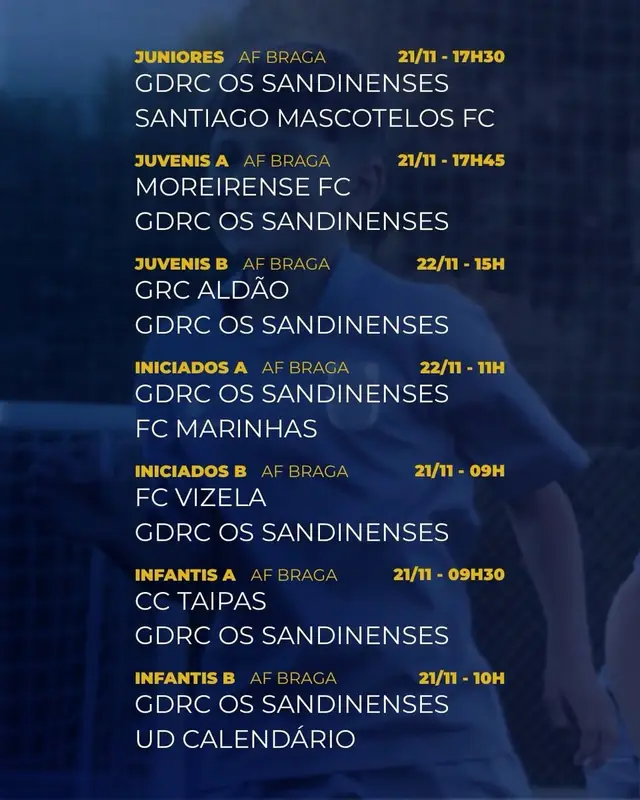 JUNIORES AF BRAGA 21/11 - 17H30
GDRC OS SANDINENSES
SANTIAGO MASCOTELOS FC
JUVENIS A AF BRAGA 21/11 - 17H45
MOREIRENSE FC
GDRC OS SANDINENSES
JUVENIS B AF BRAGA 22/11 - 15H
GRC ALDÃO
GDRC OS SANDINENSES
INICIADOS A AF BRAGA 22/11 - 11H
GDRC OS SANDINENSES
FC MARINHAS
INICIADOS B AF BRAGA 21/11 - 09H
FC VIZELA
GDRC OS SANDINENSES
INFANTIS A AF BRAGA 21/11 - 09H30
CC TAIPAS
GDRC OS SANDINENSES
INFANTIS B AF BRAGA 21/11 - 10H
GDRC OS SANDINENSES
UD CALENDÁRIO